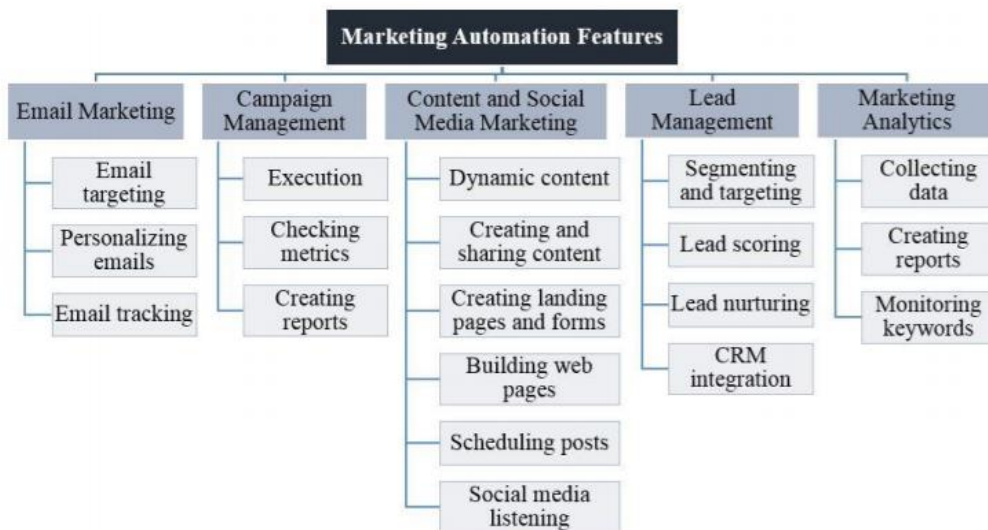 Marketing Automation Features
Email Marketing
Campaign
Management
Content and Social
Media Marketing
Lead
Management
Marketing
Analytics
Email
targeting
Personalizing
emails
Email tracking
Execution
Checking
metrics
Creating
reports
Dynamic content
Creating and
sharing content
Creating landing
pages and forms
Building web
pages
Scheduling posts
Social media
listening
Segmenting
and targeting
Lead scoring
Lead nurturing
CRM
integration
Collecting
data
Creating
reports
Monitoring
keywords